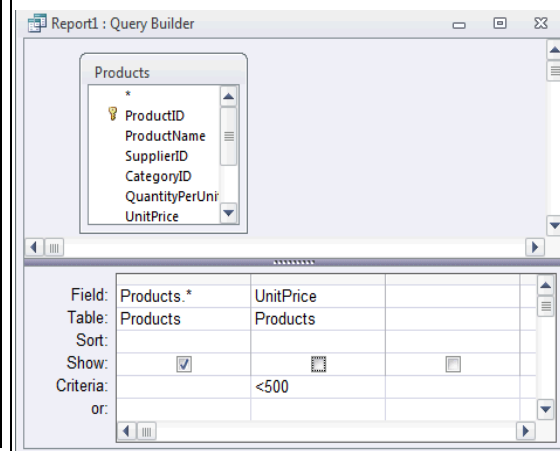 Report1 : Query Builder
Products
*
ProductID
ProductName
SupplierID
CategoryID
QuantityPerUni
UnitPrice
Field: Products.* UnitPrice
Table: Products Products
Sort:
Show:
Criteria: <500
or: